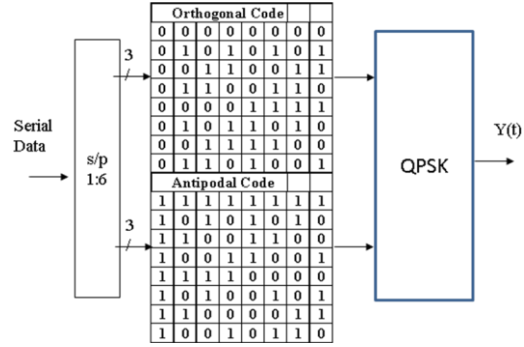 Orthogonal Code
0 0 0 0 0 0 0 0
0 1 0 1 0 1 0 1
0 0 1 1 0 0 1 1
0 1 1 0 0 1 1 0
0 0 0 0 1 1 1 1
0 1 0 1 1 0 1 0
0 0 1 1 1 1 0 0
0 1 1 0 1 0 0 1
Antipodal Code
1 1 1 1 1 1 1 1
1 0 1 0 1 0 1 0
1 1 0 0 1 1 0 0
1 0 0 1 1 0 0 1
1 1 1 1 0 0 0 0
1 0 1 0 0 1 0 1
1 1 0 0 0 0 1 1
1 0 0 1 0 1 1 0
Serial
Data
s/p
1:6
3
3
QPSK
Y(t)